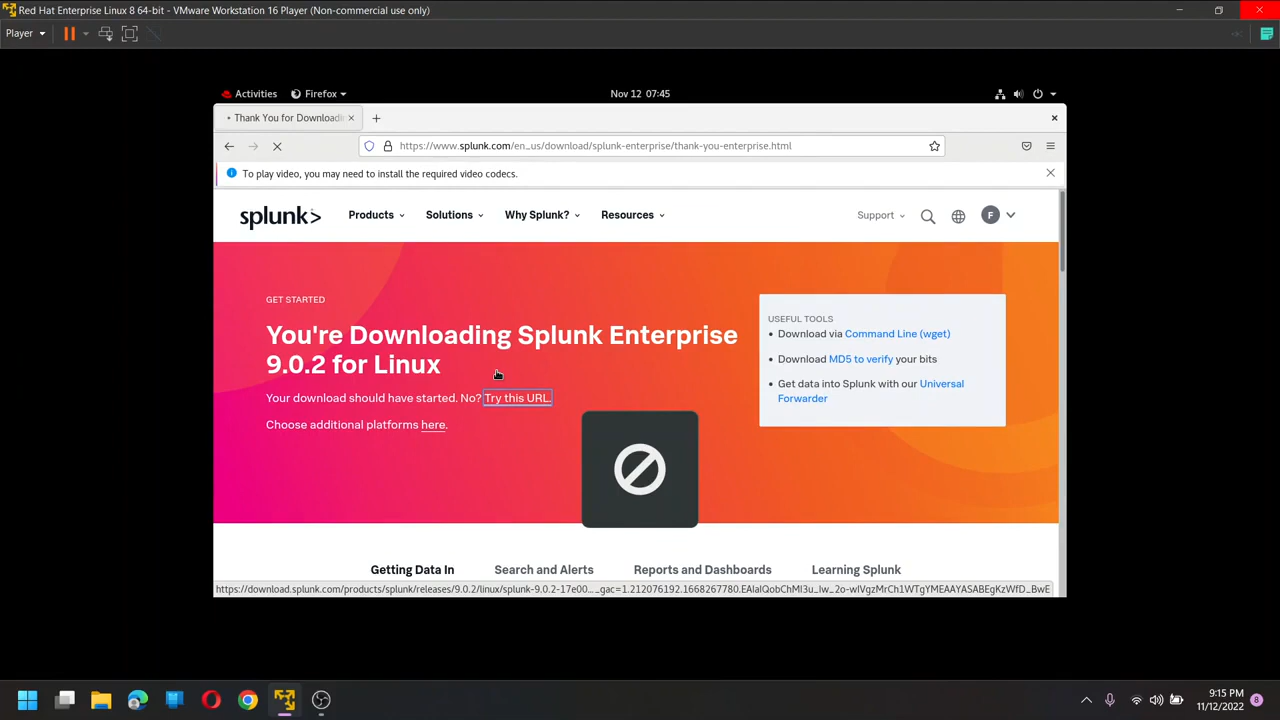 Red Hat Enterprise Linux 8 64-bit - VMware Workstation 16 Player (Non-commercial use only)
Player
Activities
Firefox
Nov 12 07:45
Thank You for Downloadin
https://www.splunk.com/en_us/download/splunk-enterprise/thank-you-enterprise.html
To play video, you may need to install the required video codecs.
splunk>
Products
Solutions
Why Splunk?
Resources
Support
F
GET STARTED
You're Downloading Splunk Enterprise
9.0.2 for Linux
Your download should have started. No? Try this URL.
Choose additional platforms here.
USEFUL TOOLS
• Download via Command Line (wget)
• Download MD5 to verify your bits
• Get data into Splunk with our Universal
Forwarder
Getting Data In
Search and Alerts
Reports and Dashboards
Learning Splunk
9:15 PM
11/12/2022
8